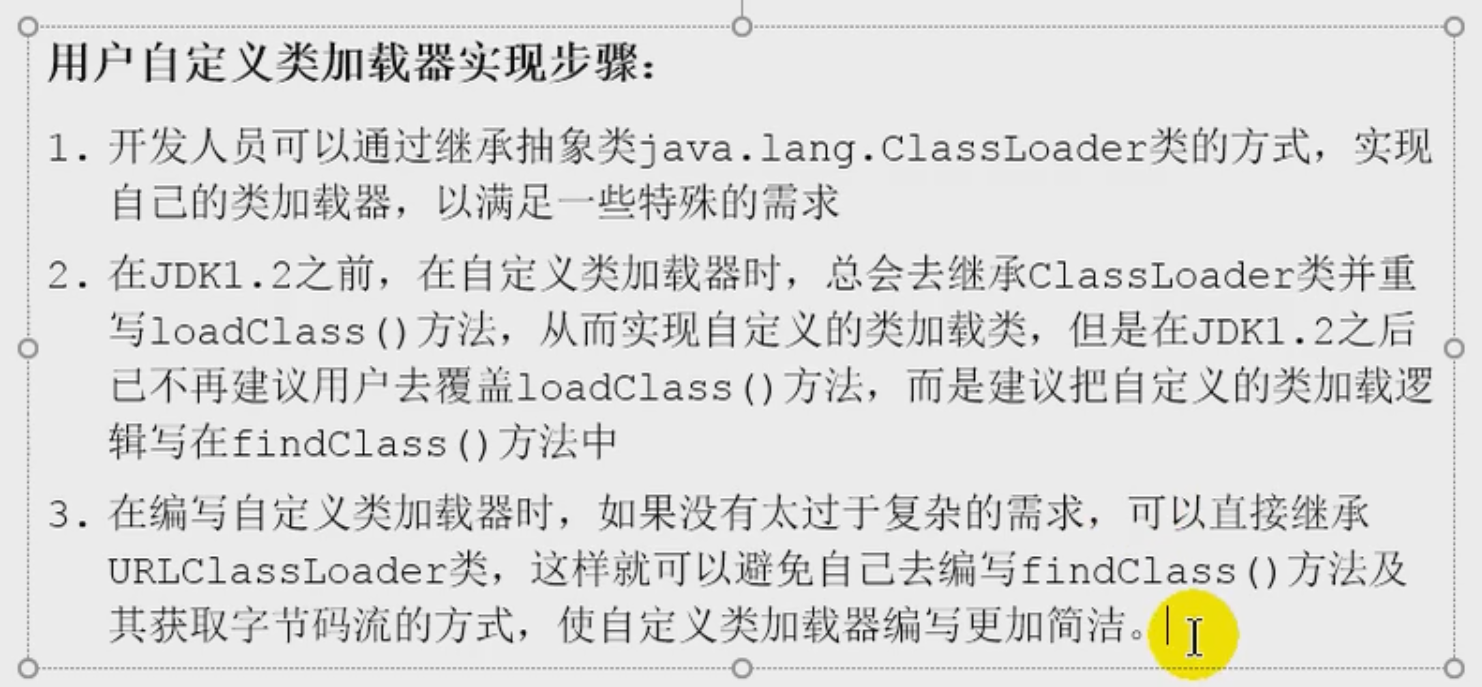 用户自定义类加载器实现步骤：
1. 开发人员可以通过继承抽象类java.lang.ClassLoader类的方式，实现
自己的类加载器，以满足一些特殊的需求
2. 在JDK1.2之前，在自定义类加载器时，总会去继承ClassLoader类并重
写loadClass()方法，从而实现自定义的类加载类，但是在JDK1.2之后
已不再建议用户去覆盖loadClass()方法，而是建议把自定义的类加载逻
辑写在findClass()方法中
3. 在编写自定义类加载器时，如果没有太过于复杂的需求，可以直接继承
URLClassLoader类，这样就可以避免自己去编写findClass()方法及
其获取字节码流的方式，使自定义类加载器编写更加简洁。